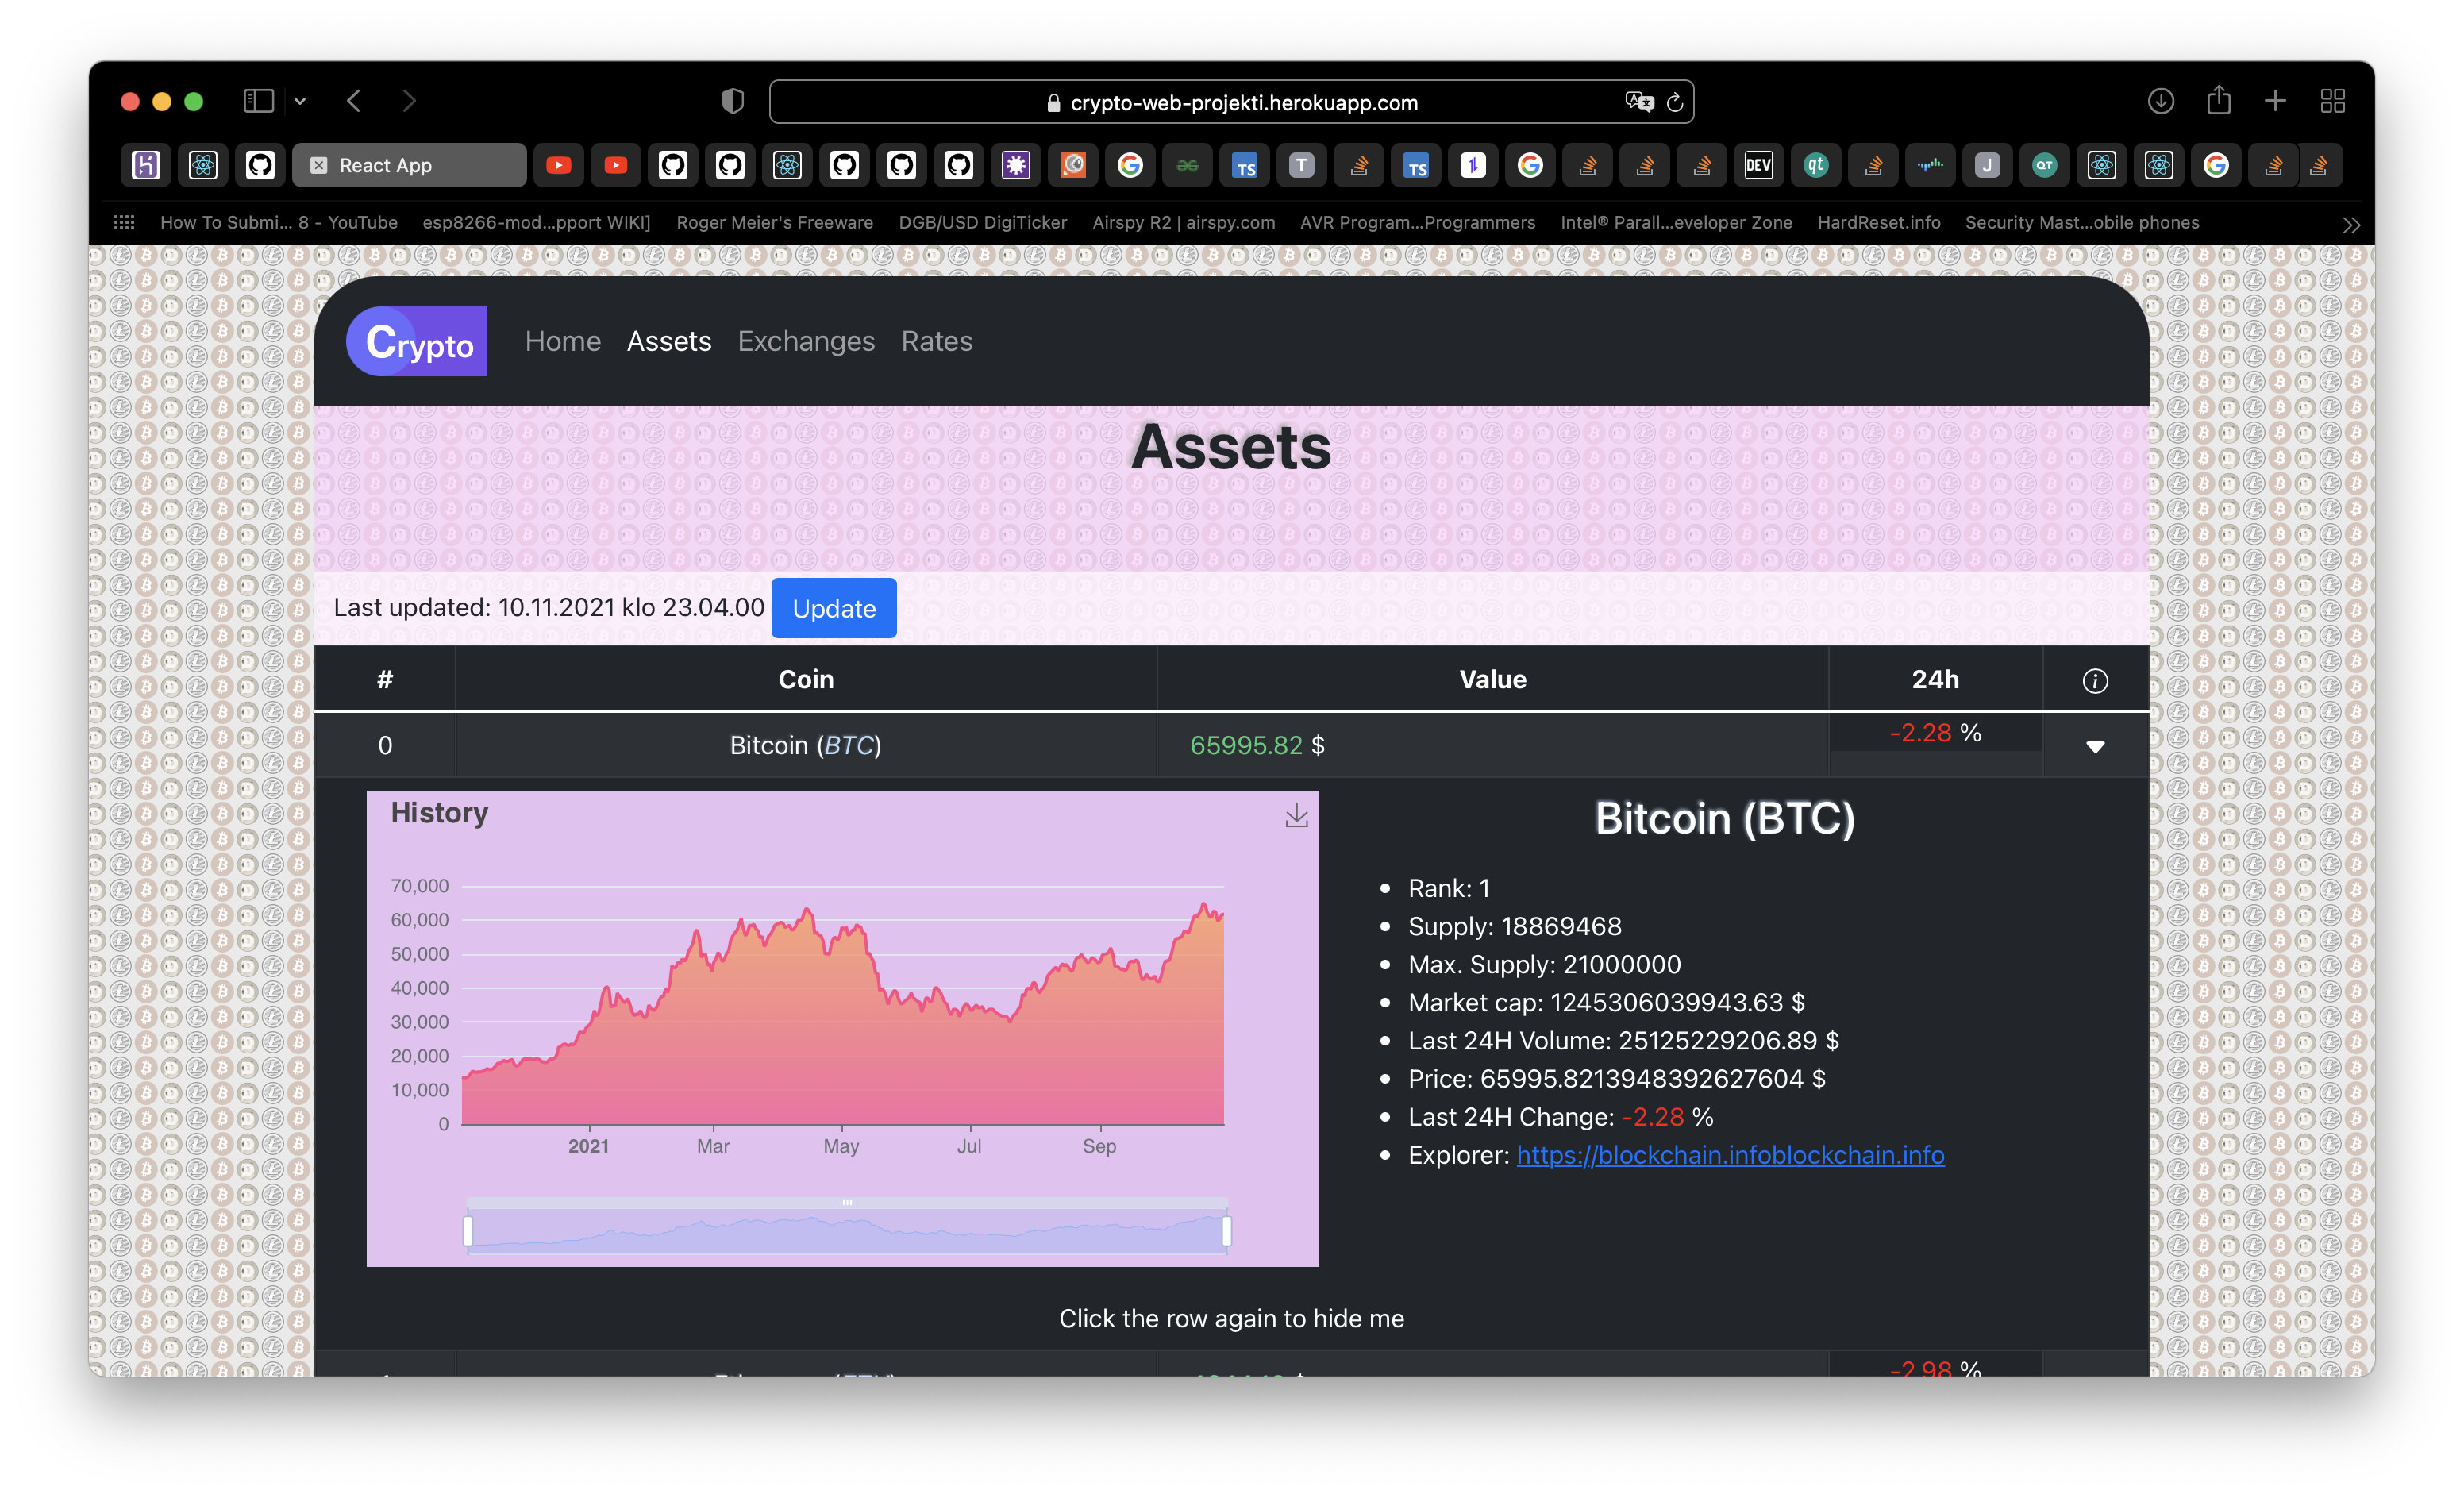 crypto-web-projekti.herokuapp.com
React App
How To Submi... 8 - YouTube esp8266-mod...pport WIKI] Roger Meier's Freeware DGB/USD DigiTicker Airspy R2 | airspy.com AVR Program...Programmers Intel® Parall...eveloper Zone HardReset.info Security Mast...obile phones
Crypto Home Assets Exchanges Rates
Assets
Last updated: 10.11.2021 klo 23.04.00 Update
# Coin Value 24h
0 Bitcoin (BTC) 65995.82 $ -2.28 %
History
70,000
60,000
50,000
40,000
30,000
20,000
10,000
0
2021 Mar May Jul Sep
Bitcoin (BTC)
Rank: 1
Supply: 18869468
Max. Supply: 21000000
Market cap: 1245306039943.63 $
Last 24H Volume: 25125229206.89 $
Price: 65995.8213948392627604 $
Last 24H Change: -2.28 %
Explorer: https://blockchain.infoblockchain.info
Click the row again to hide me
-2.98 %